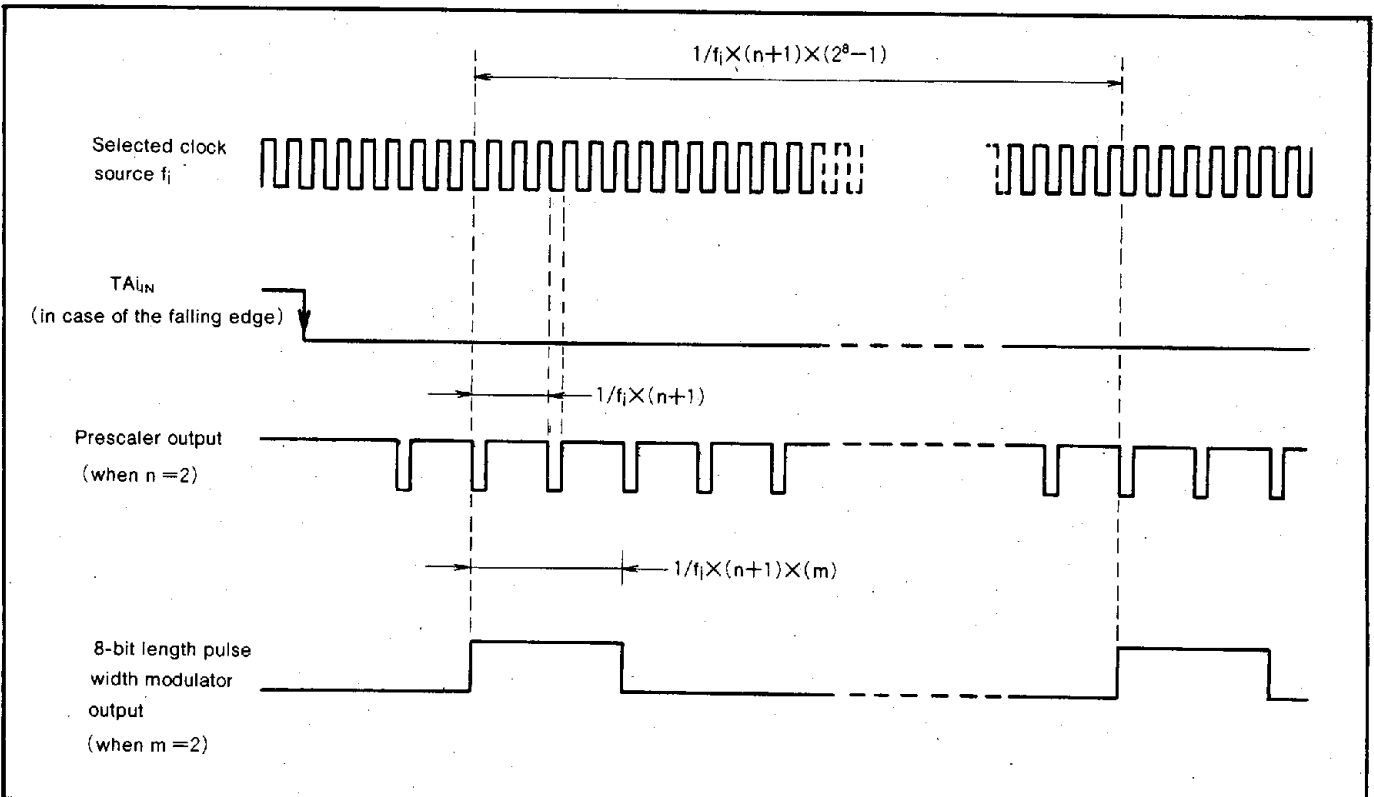 1/fᵢ×(n+1)×(2⁸−1)
Selected clock
source fᵢ
TAiIN
(in case of the falling edge)
1/fᵢ×(n+1)
Prescaler output
(when n=2)
1/fᵢ×(n+1)×(m)
8-bit length pulse
width modulator
output
(when m=2)